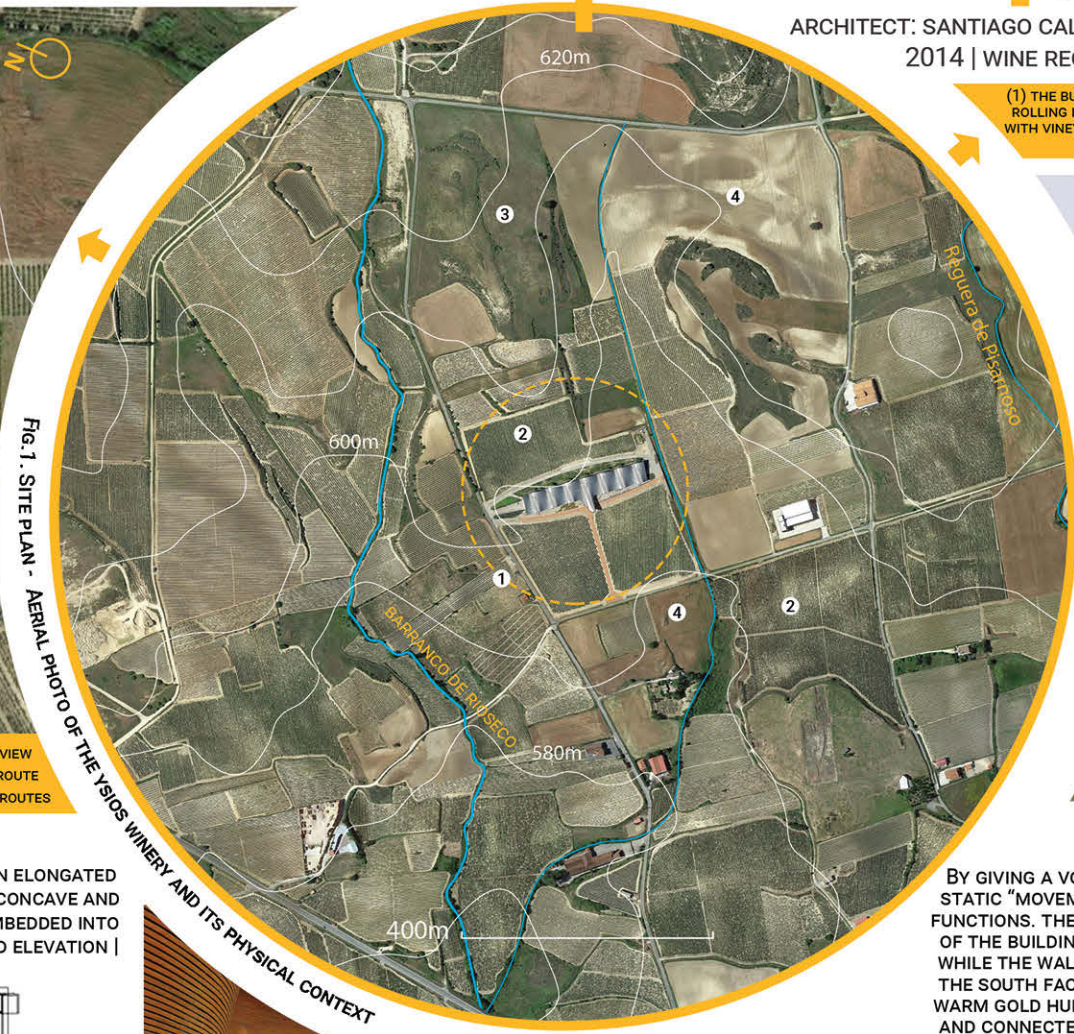 N
ARCHITECT: SANTIAGO CAL
2014 | WINE REG
(1) THE BU
ROLLING
WITH VINE
620m
3
4
Reguera de Pisarnoso
2
600m
1
4
2
BARRANCO DE RIOSECO
580m
400m
FIG.1. SITE PLAN - AERIAL PHOTO OF THE YSIOS WINERY AND ITS PHYSICAL CONTEXT
VIEW
ROUTE
ROUTES
N ELONGATED
CONCAVE AND
MBEDDED INTO
D ELEVATION |
BY GIVING A VO
STATIC "MOVEM
FUNCTIONS. THE
OF THE BUILDIN
WHILE THE WAL
THE SOUTH FAC
WARM GOLD HU
AND CONNECTE